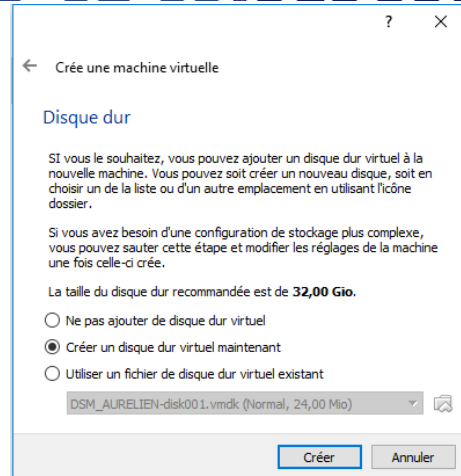 ?
Crée une machine virtuelle
Disque dur
SI vous le souhaitez, vous pouvez ajouter un disque dur virtuel à la
nouvelle machine. Vous pouvez soit créer un nouveau disque, soit en
choisir un de la liste ou d'un autre emplacement en utilisant l'icône
dossier.
Si vous avez besoin d'une configuration de stockage plus complexe,
vous pouvez sauter cette étape et modifier les réglages de la machine
une fois celle-ci crée.
La taille du disque dur recommandée est de 32,00 Gio.
Ne pas ajouter de disque dur virtuel
Créer un disque dur virtuel maintenant
Utiliser un fichier de disque dur virtuel existant
DSM_AURELIEN-disk001.vmdk (Normal, 24,00 Mio)
Créer Annuler